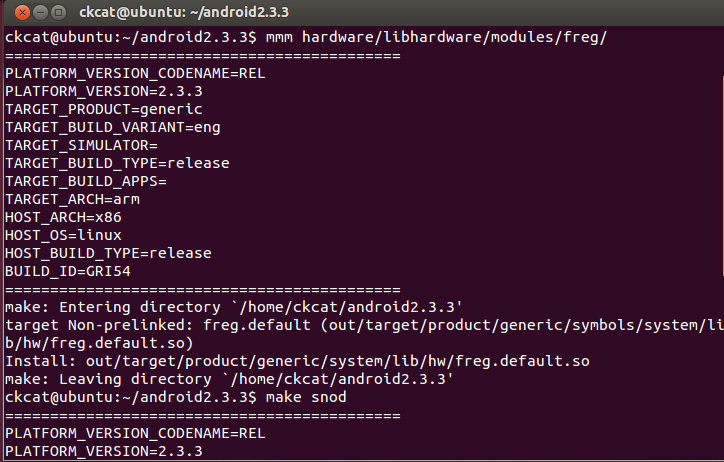 ckcat@ubuntu: ~/android2.3.3
ckcat@ubuntu:~/android2.3.3$ mmm hardware/libhardware/modules/freg/
============================================
PLATFORM_VERSION_CODENAME=REL
PLATFORM_VERSION=2.3.3
TARGET_PRODUCT=generic
TARGET_BUILD_VARIANT=eng
TARGET_SIMULATOR=
TARGET_BUILD_TYPE=release
TARGET_BUILD_APPS=
TARGET_ARCH=arm
HOST_ARCH=x86
HOST_OS=linux
HOST_BUILD_TYPE=release
BUILD_ID=GRI54
============================================
make: Entering directory `/home/ckcat/android2.3.3'
target Non-prelinked: freg.default (out/target/product/generic/symbols/system/li
b/hw/freg.default.so)
Install: out/target/product/generic/system/lib/hw/freg.default.so
make: Leaving directory `/home/ckcat/android2.3.3'
ckcat@ubuntu:~/android2.3.3$ make snod
============================================
PLATFORM_VERSION_CODENAME=REL
PLATFORM_VERSION=2.3.3